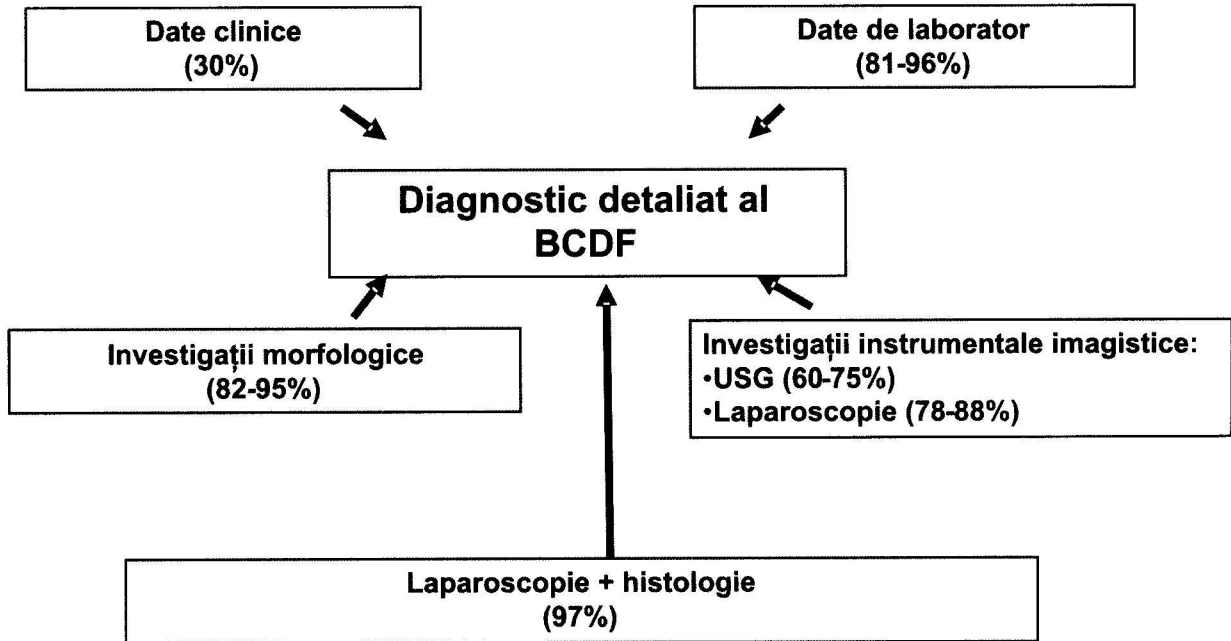 Date clinice
(30%)
Date de laborator
(81-96%)
Diagnostic detaliat al
BCDF
Investigații morfologice
(82-95%)
Investigații instrumentale imagistice:
•USG (60-75%)
•Laparoscopie (78-88%)
Laparoscopie + histologie
(97%)